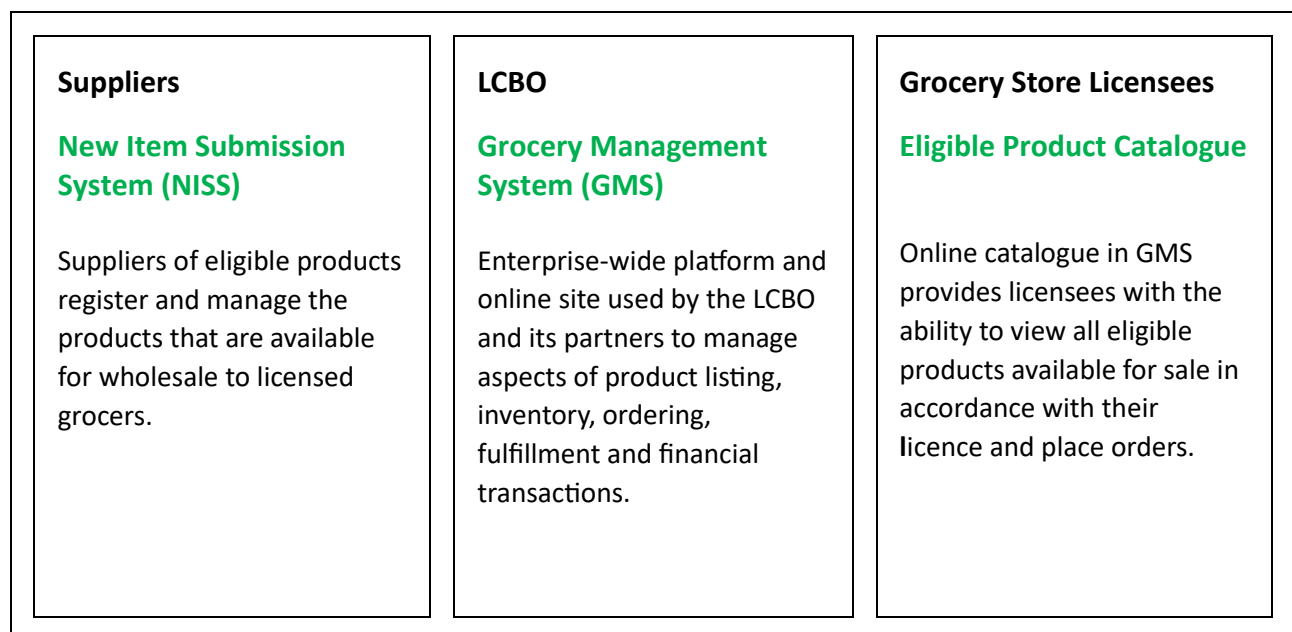 Suppliers
New Item Submission
System (NISS)
Suppliers of eligible products
register and manage the
products that are available
for wholesale to licensed
grocers.
LCBO
Grocery Management
System (GMS)
Enterprise-wide platform and
online site used by the LCBO
and its partners to manage
aspects of product listing,
inventory, ordering,
fulfillment and financial
transactions.
Grocery Store Licensees
Eligible Product Catalogue
Online catalogue in GMS
provides licensees with the
ability to view all eligible
products available for sale in
accordance with their
licence and place orders.